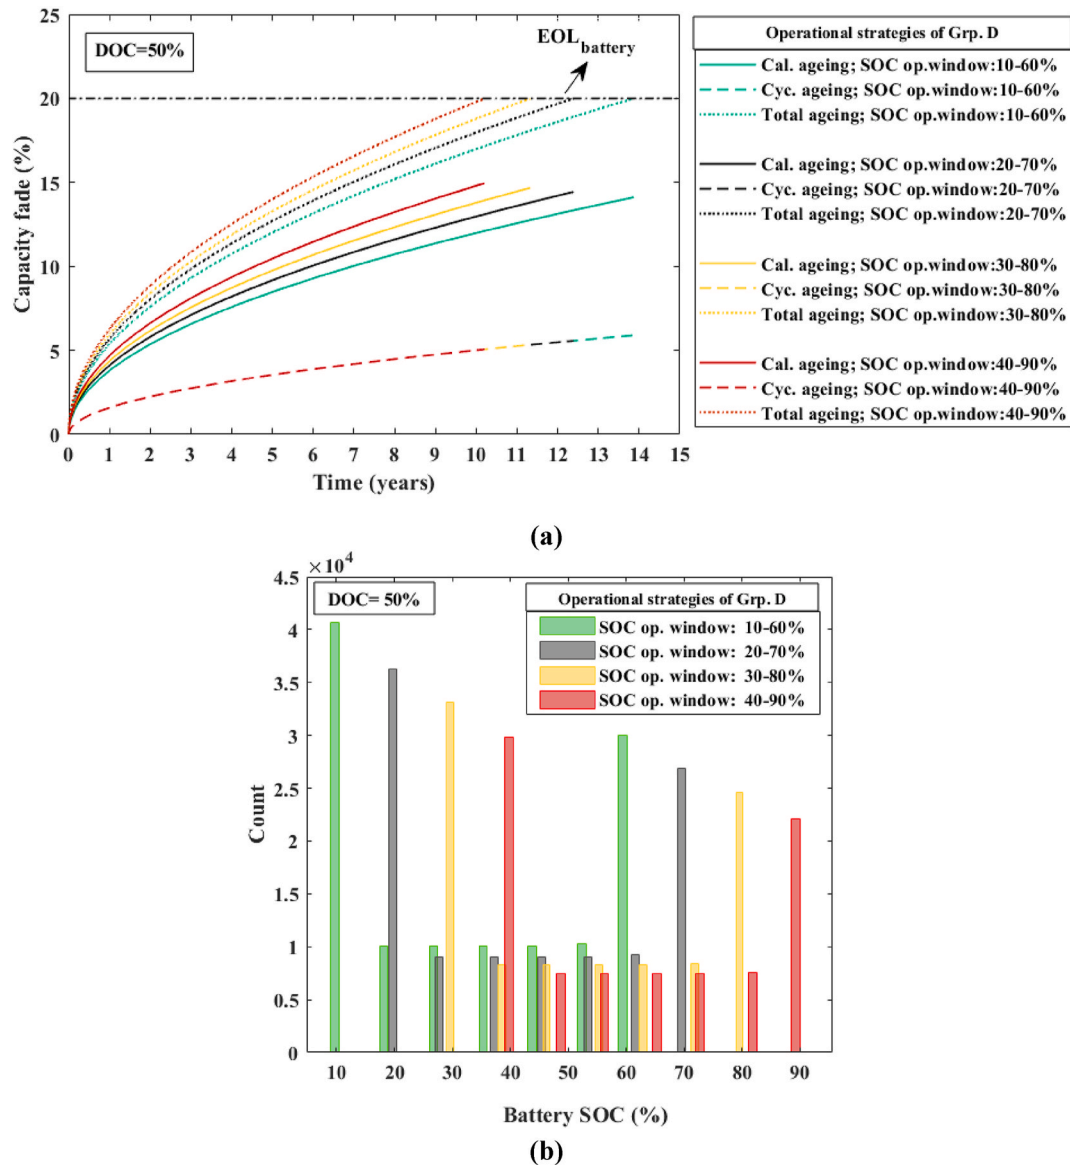 DOC=50%
EOL battery
Operational strategies of Grp. D
Cal. ageing; SOC op.window:10-60%
Cyc. ageing; SOC op.window:10-60%
Total ageing; SOC op.window:10-60%
Cal. ageing; SOC op.window:20-70%
Cyc. ageing; SOC op.window:20-70%
Total ageing; SOC op.window:20-70%
Cal. ageing; SOC op.window:30-80%
Cyc. ageing; SOC op.window:30-80%
Total ageing; SOC op.window:30-80%
Cal. ageing; SOC op.window:40-90%
Cyc. ageing; SOC op.window:40-90%
Total ageing; SOC op.window:40-90%
Capacity fade (%)
25
20
15
10
5
0
0 1 2 3 4 5 6 7 8 9 10 11 12 13 14 15
Time (years)
(a)
×10⁴
DOC= 50%
Operational strategies of Grp. D
SOC op. window: 10-60%
SOC op. window: 20-70%
SOC op. window: 30-80%
SOC op. window: 40-90%
Count
4.5
4
3.5
3
2.5
2
1.5
1
0.5
0
10 20 30 40 50 60 70 80 90
Battery SOC (%)
(b)